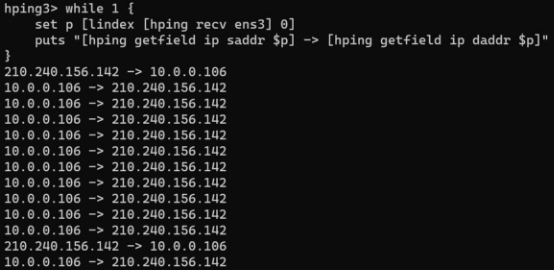 hping3> while 1 {
    set p [lindex [hping recv ens3] 0]
    puts "[hping getfield ip saddr $p] -> [hping getfield ip daddr $p]"
}
210.240.156.142 -> 10.0.0.106
10.0.0.106 -> 210.240.156.142
10.0.0.106 -> 210.240.156.142
10.0.0.106 -> 210.240.156.142
10.0.0.106 -> 210.240.156.142
10.0.0.106 -> 210.240.156.142
10.0.0.106 -> 210.240.156.142
10.0.0.106 -> 210.240.156.142
10.0.0.106 -> 210.240.156.142
10.0.0.106 -> 210.240.156.142
10.0.0.106 -> 210.240.156.142
210.240.156.142 -> 10.0.0.106
10.0.0.106 -> 210.240.156.142